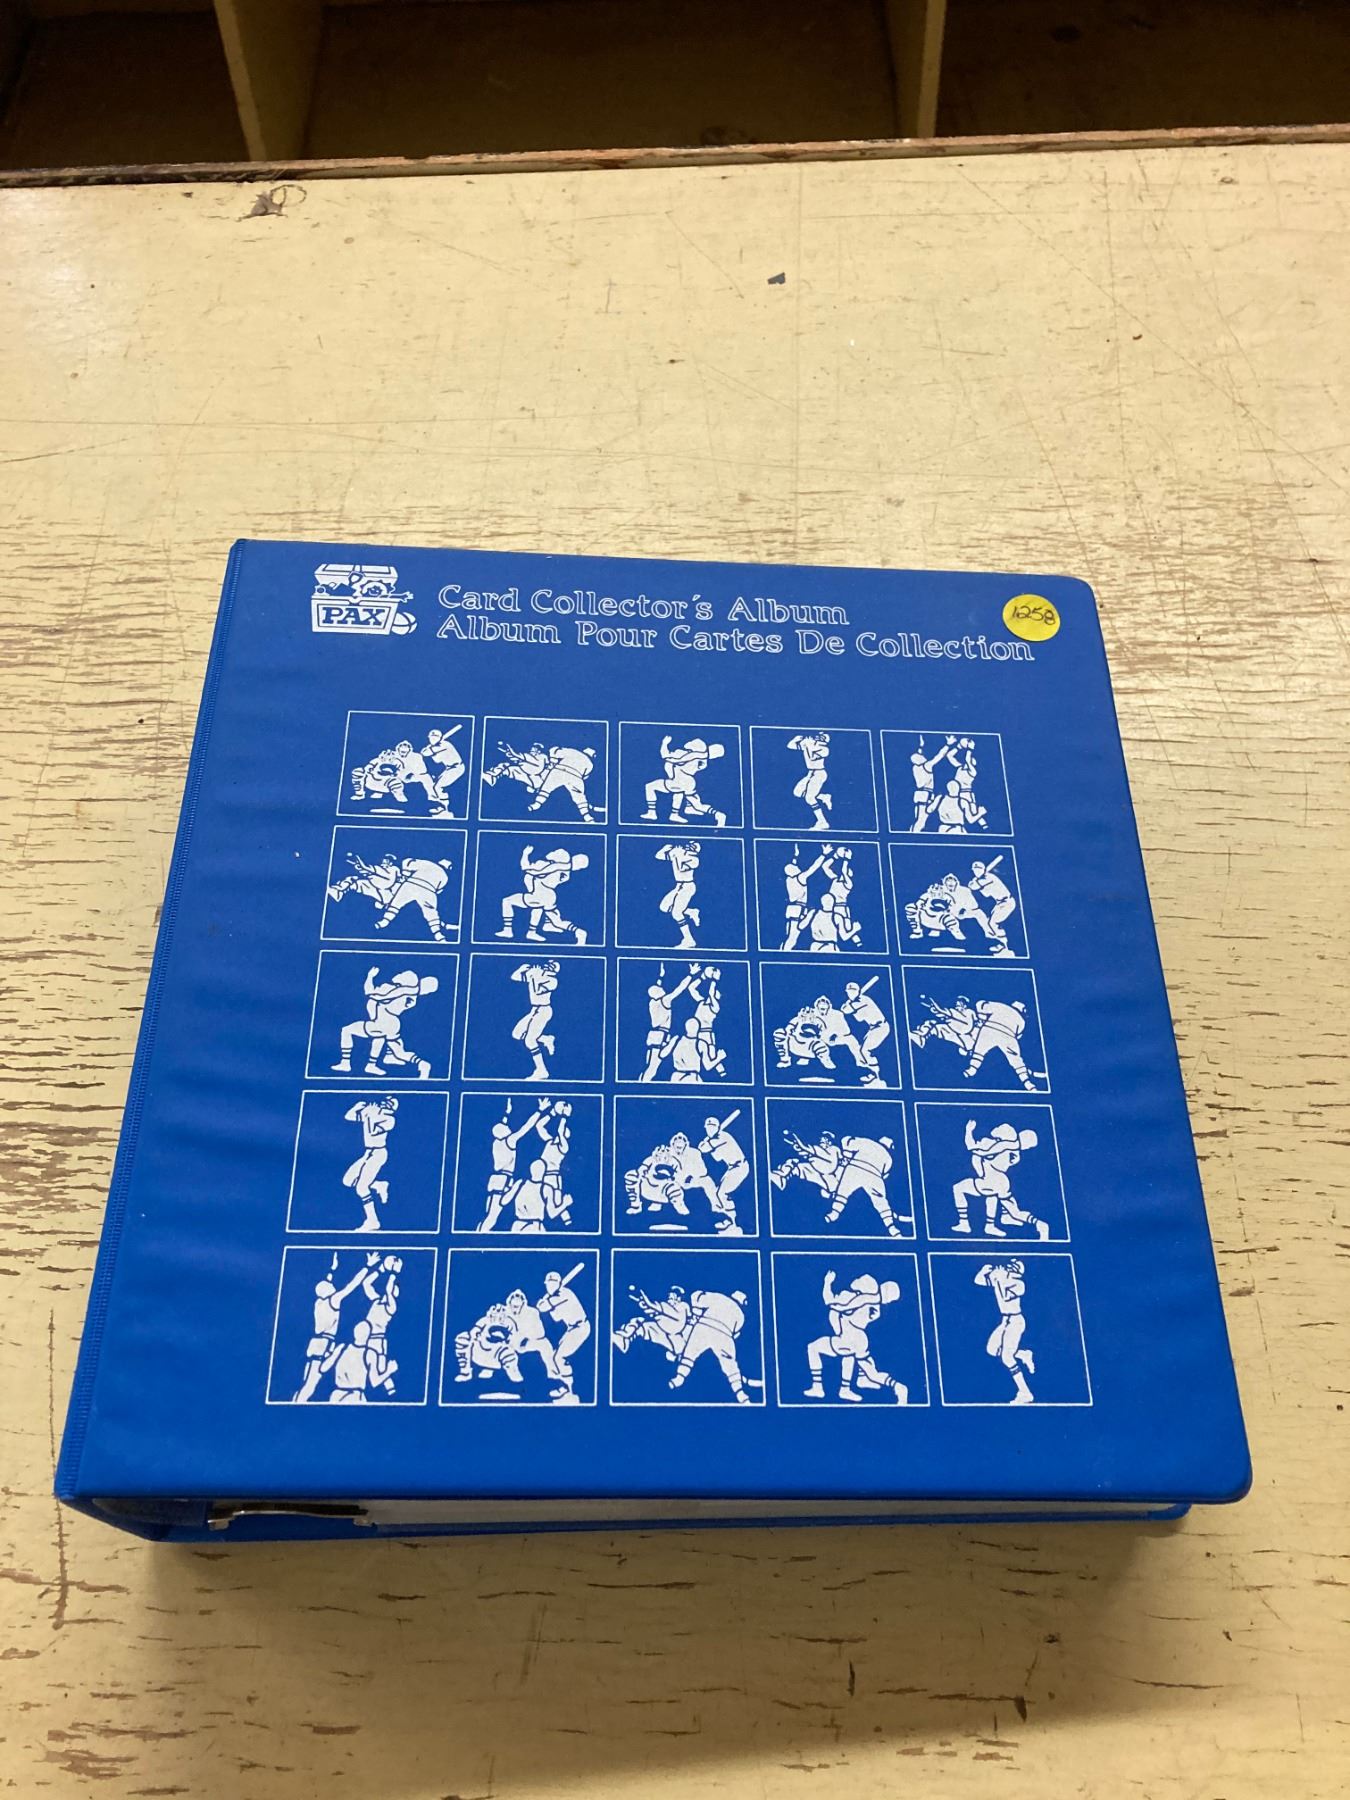 PAX
Card Collector's Album
Album Pour Cartes De Collection
1258